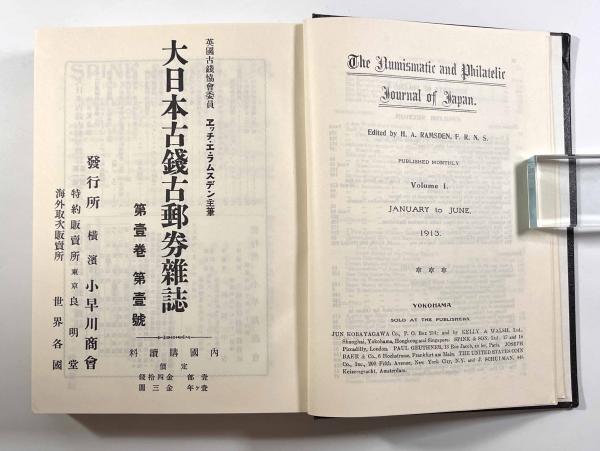 英國古錢協會委員 エッチ・エ・ラムスデン主筆
大日本古錢古郵券雜誌
第壹卷 第壹號
發行所 橫濱 小早川商會
特約販賣所 東京 良明堂
海外取次販賣所 世界各國
內國購讀料
定價
壹部 金四拾錢
壹ヶ年 金三圓
The Numismatic and Philatelic
Journal of Japan.
Edited by H. A. RAMSDEN, F. R. N. S.
PUBLISHED MONTHLY
Volume I.
JANUARY to JUNE,
1913.
YOKOHAMA
SOLD AT THE PUBLISHERS
JUN KOBAYAGAWA Co., P. O. Box 251; and by KELLY & WALSH, Ltd.,
Shanghai, Yokohama, Hongkong and Singapore. SPINK & SON, Ltd., 17 and 18
Piccadilly, London. PAUL GEUTHNER, 13 Rue Jacob, 13, Paris. JOSEPH
BAER & Co., 6 Hochstrasse, Frankfurt am Main. THE UNITED STATES COIN
Co., Inc., 200 Fifth Avenue, New York City, N.Y. and J. SCHULMAN, 448
Keizersgracht, Amsterdam.